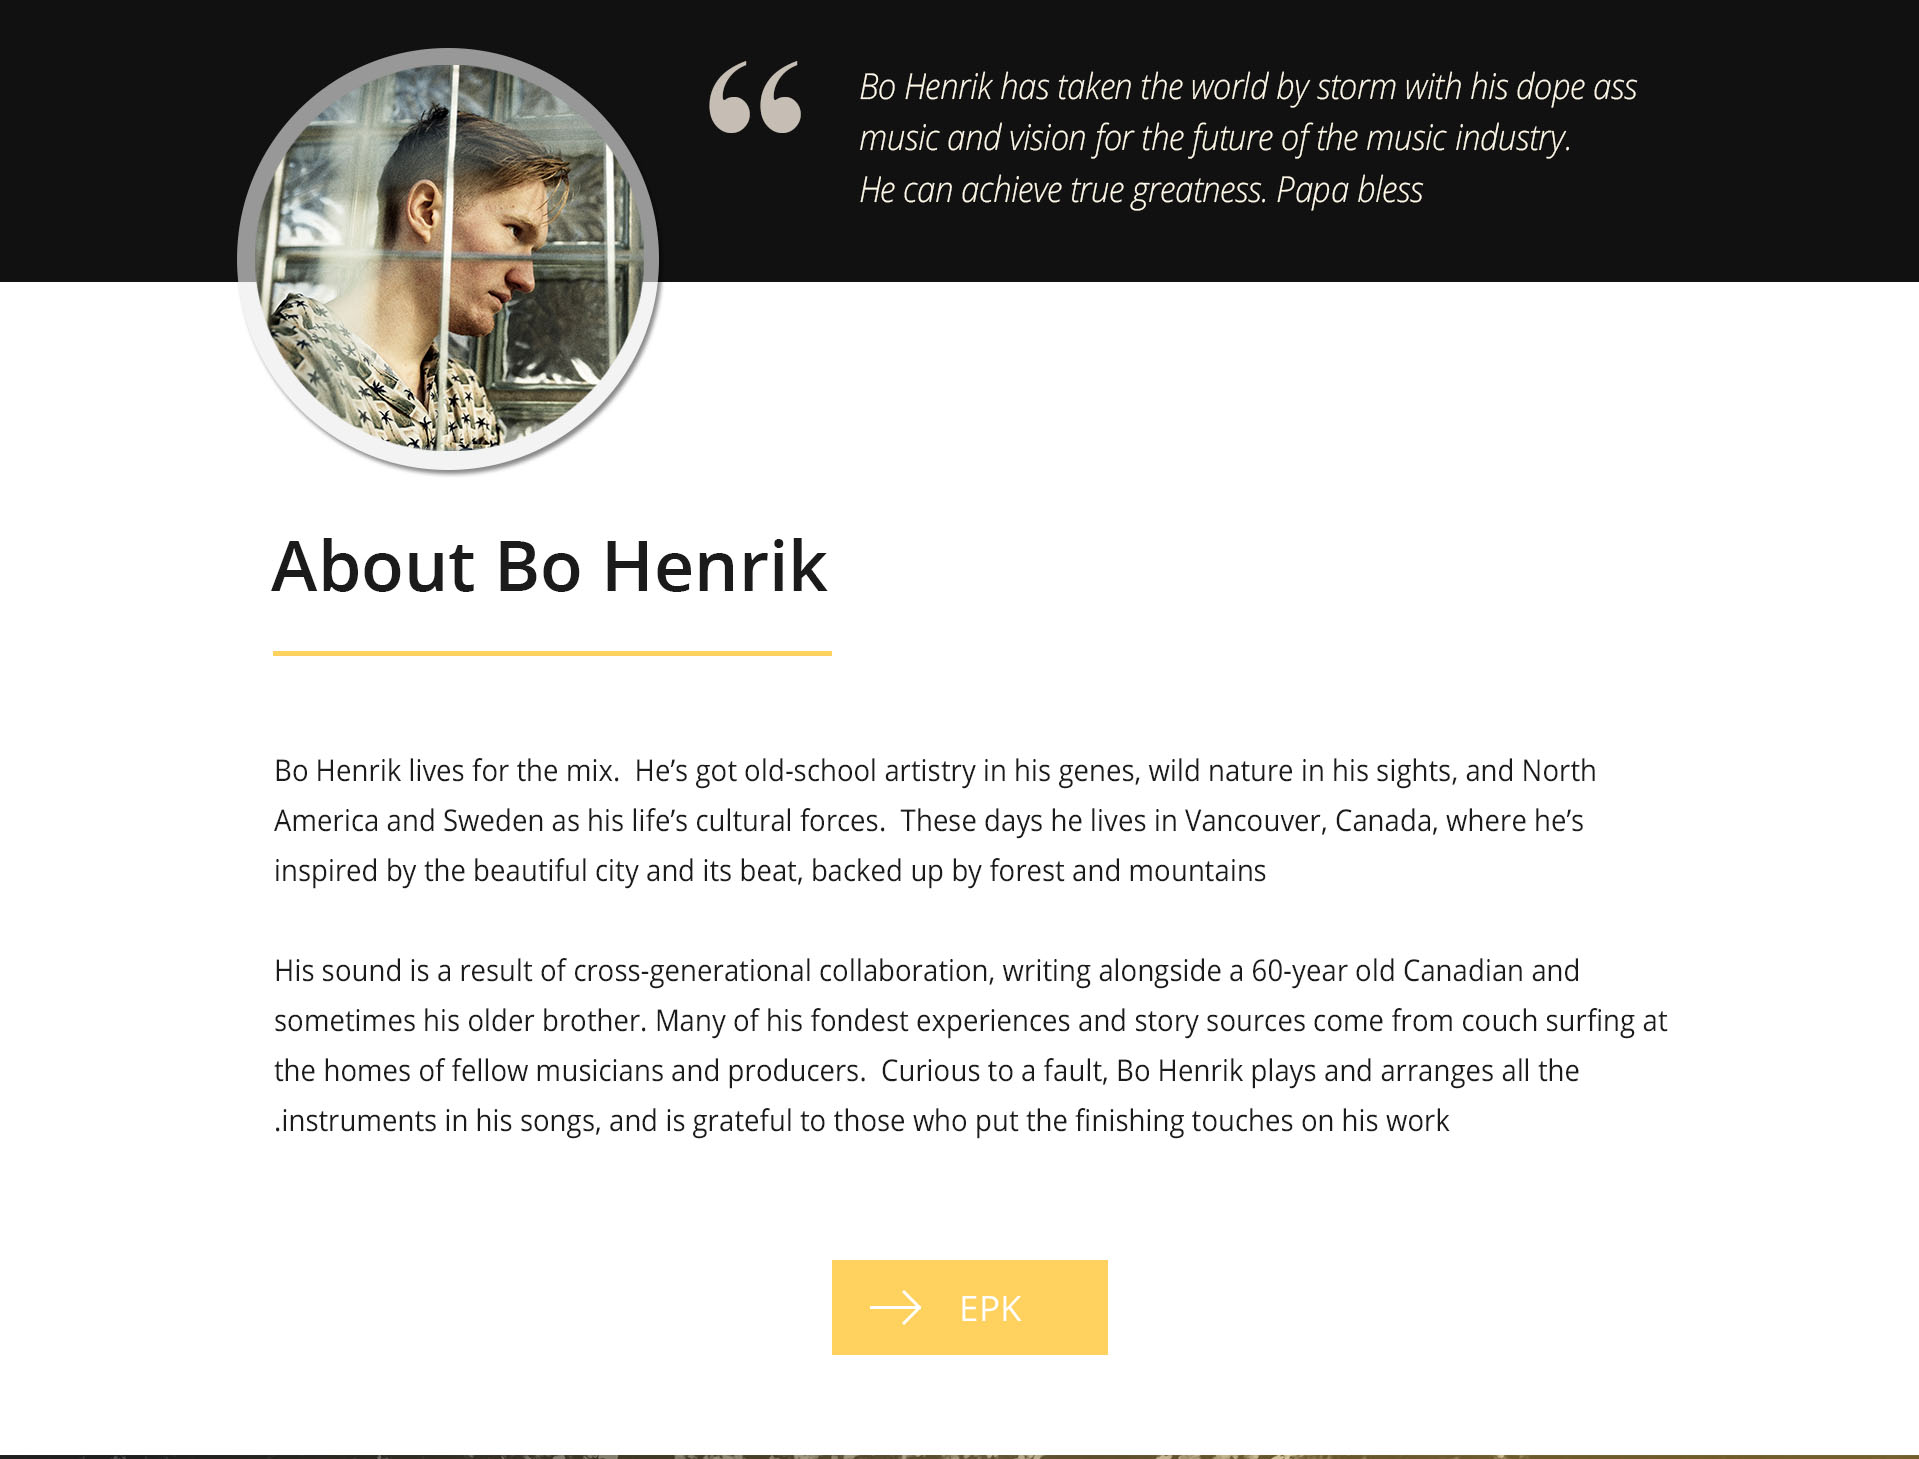 “
Bo Henrik has taken the world by storm with his dope ass
music and vision for the future of the music industry.
He can achieve true greatness. Papa bless
About Bo Henrik
Bo Henrik lives for the mix.  He’s got old-school artistry in his genes, wild nature in his sights, and North
America and Sweden as his life’s cultural forces.  These days he lives in Vancouver, Canada, where he’s
inspired by the beautiful city and its beat, backed up by forest and mountains
His sound is a result of cross-generational collaboration, writing alongside a 60-year old Canadian and
sometimes his older brother. Many of his fondest experiences and story sources come from couch surfing at
the homes of fellow musicians and producers.  Curious to a fault, Bo Henrik plays and arranges all the
.instruments in his songs, and is grateful to those who put the finishing touches on his work
EPK